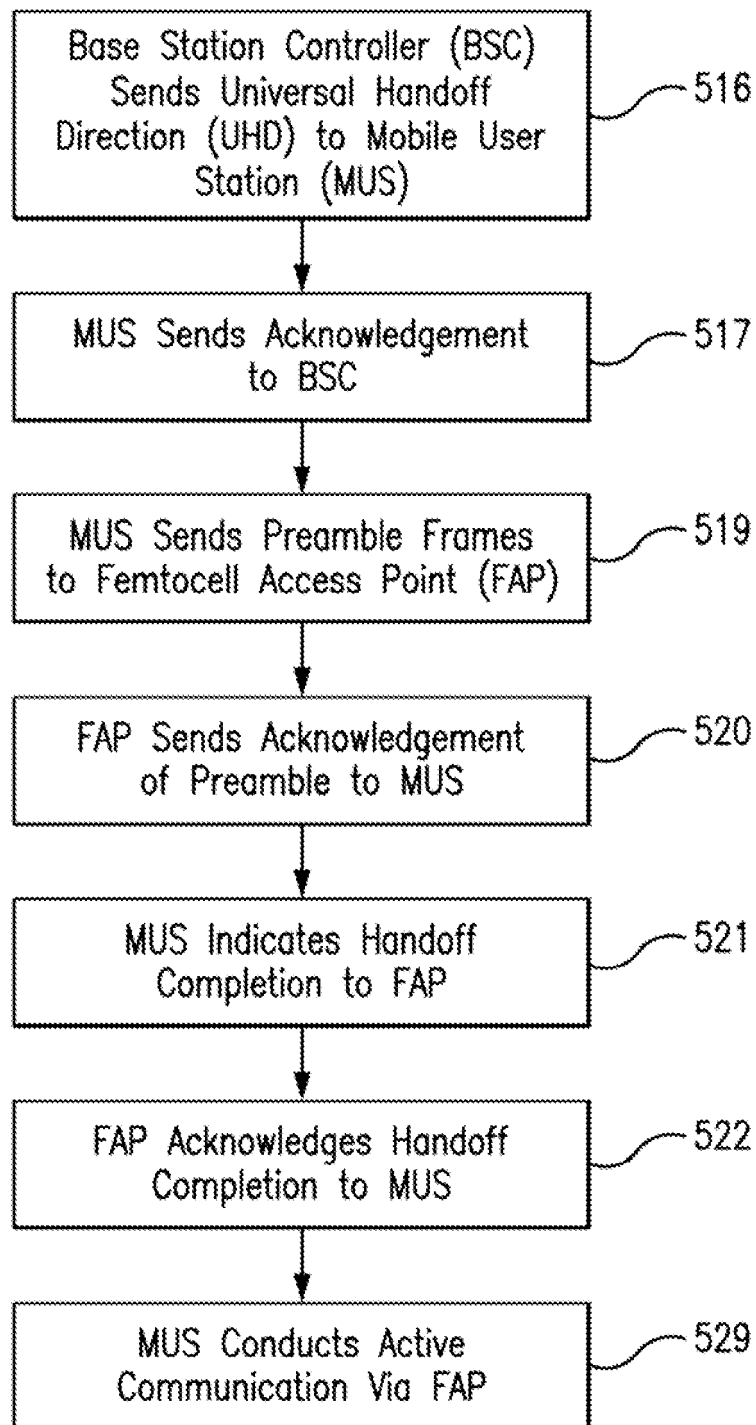 Base Station Controller (BSC)
Sends Universal Handoff
Direction (UHD) to Mobile User
Station (MUS)
516
MUS Sends Acknowledgement
to BSC
517
MUS Sends Preamble Frames
to Femtocell Access Point (FAP)
519
FAP Sends Acknowledgement
of Preamble to MUS
520
MUS Indicates Handoff
Completion to FAP
521
FAP Acknowledges Handoff
Completion to MUS
522
MUS Conducts Active
Communication Via FAP
529